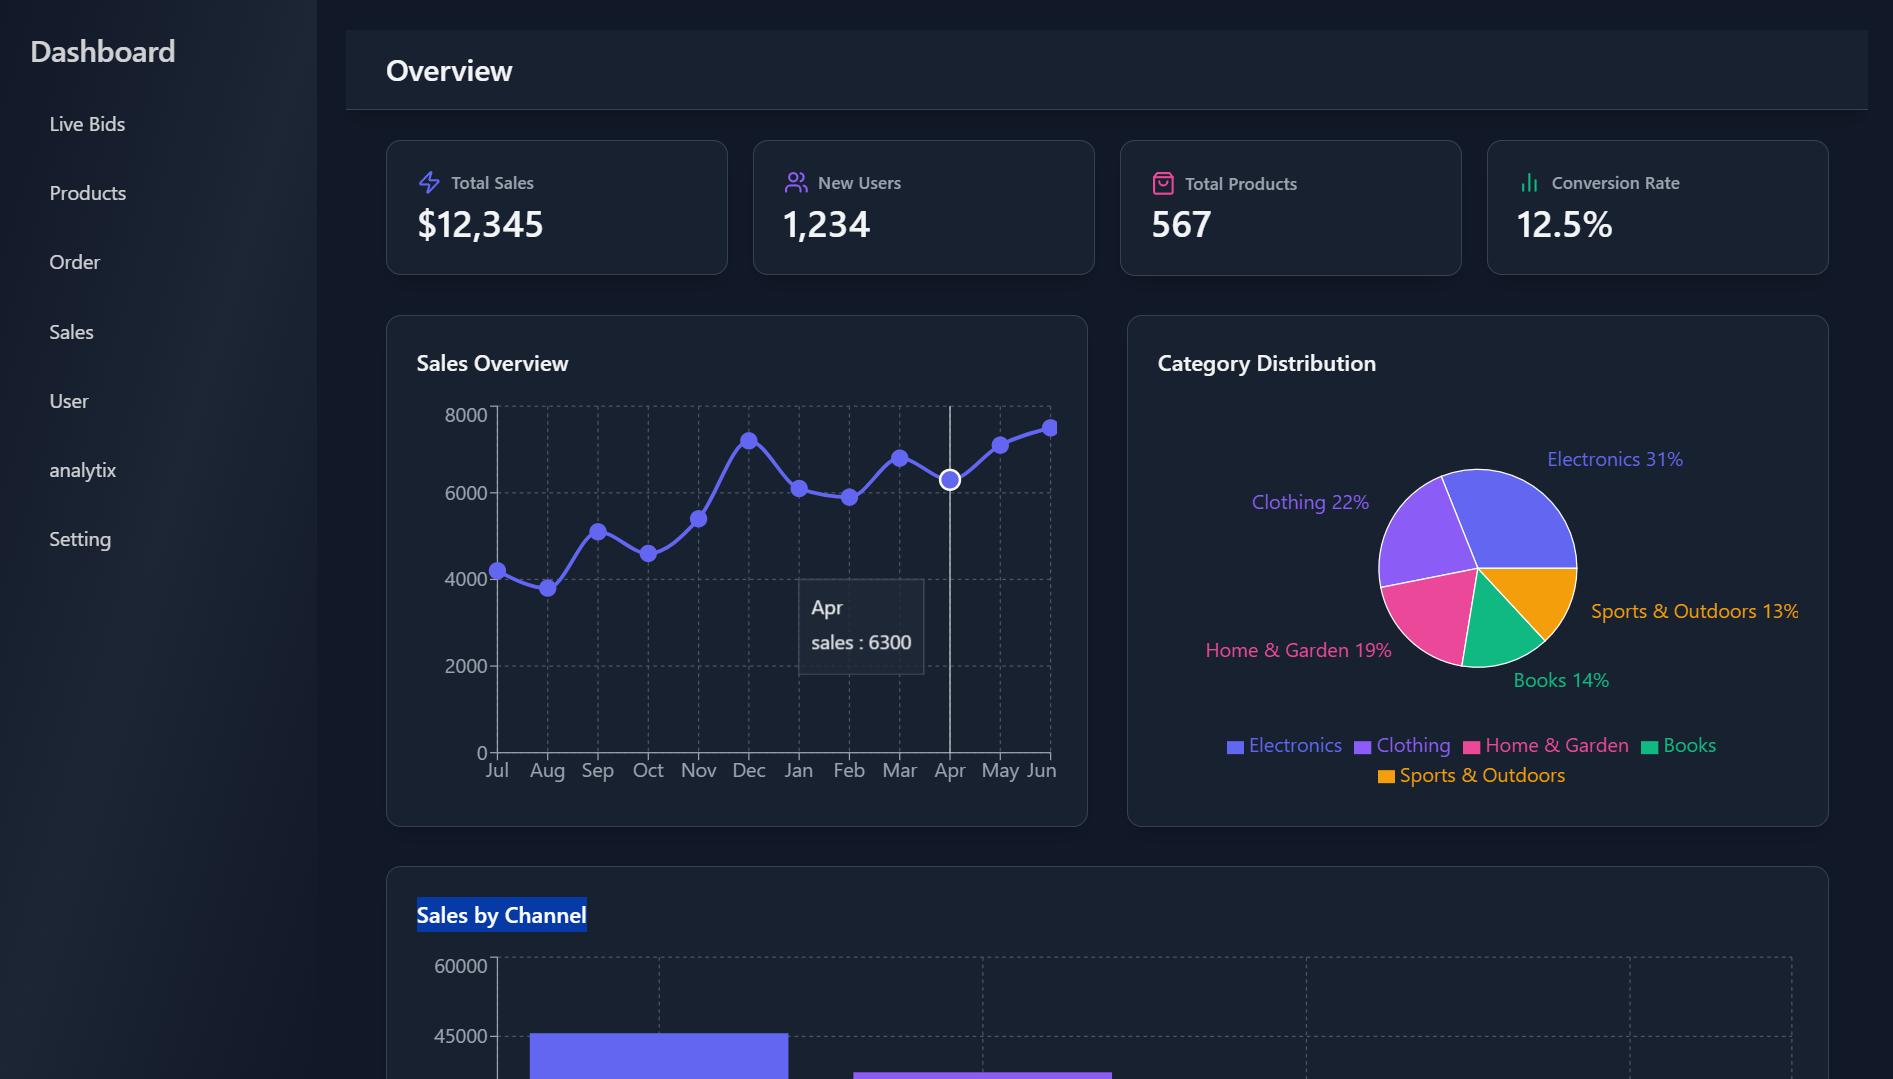 Dashboard
Live Bids
Products
Order
Sales
User
analytix
Setting
Overview
Total Sales
$12,345
New Users
1,234
Total Products
567
Conversion Rate
12.5%
Sales Overview
8000
6000
4000
2000
0
Jul Aug Sep Oct Nov Dec Jan Feb Mar Apr May Jun
Apr
sales : 6300
Category Distribution
Electronics 31%
Clothing 22%
Sports & Outdoors 13%
Home & Garden 19%
Books 14%
Electronics Clothing Home & Garden Books
Sports & Outdoors
Sales by Channel
60000
45000